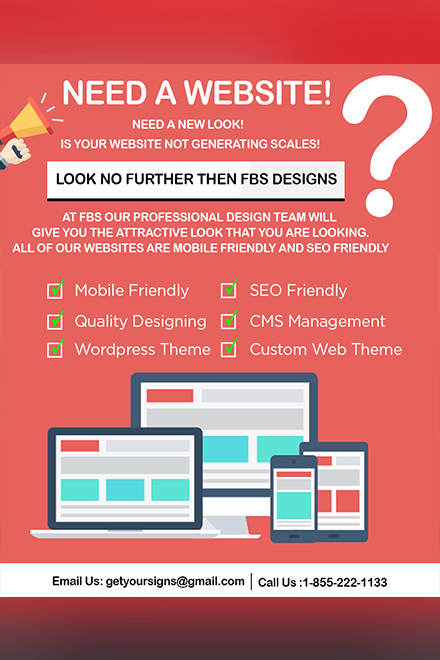 NEED A WEBSITE!
NEED A NEW LOOK!
IS YOUR WEBSITE NOT GENERATING SCALES!
LOOK NO FURTHER THEN FBS DESIGNS
AT FBS OUR PROFESSIONAL DESIGN TEAM WILL
GIVE YOU THE ATTRACTIVE LOOK THAT YOU ARE LOOKING.
ALL OF OUR WEBSITES ARE MOBILE FRIENDLY AND SEO FRIENDLY
Mobile Friendly SEO Friendly
Quality Designing CMS Management
Wordpress Theme Custom Web Theme
Email Us: getyoursigns@gmail.com | Call Us :1-855-222-1133
?